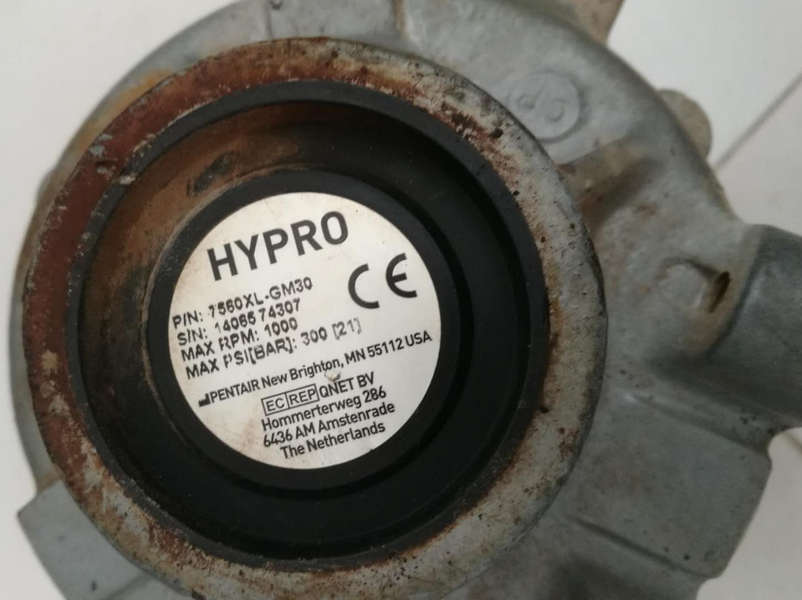 HYPRO
CE
P/N: 7560XL-GM30
S/N: 1406574307
MAX RPM: 1000
MAX PSI[BAR]: 300 [21]
PENTAIR New Brighton, MN 55112 USA
EC REP QNET BV
Hommerterweg 286
6436 AM Amstenrade
The Netherlands